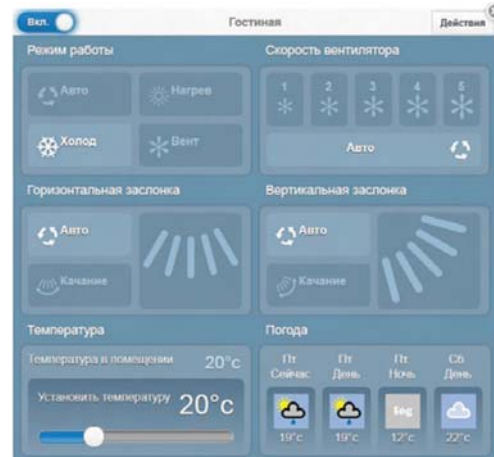 Вкл.
Гостиная
Действия
Режим работы
Скорость вентилятора
Авто
Нагрев
Холод
Вент
1 2 3 4 5
Авто
Горизонтальная заслонка
Вертикальная заслонка
Авто
Качание
Авто
Качание
Температура
Погода
Температура в помещении 20°c
Установить температуру 20°c
Пт Пт Пт Сб
Сейчас День Ночь День
fog
19°c 19°c 12°c 22°c